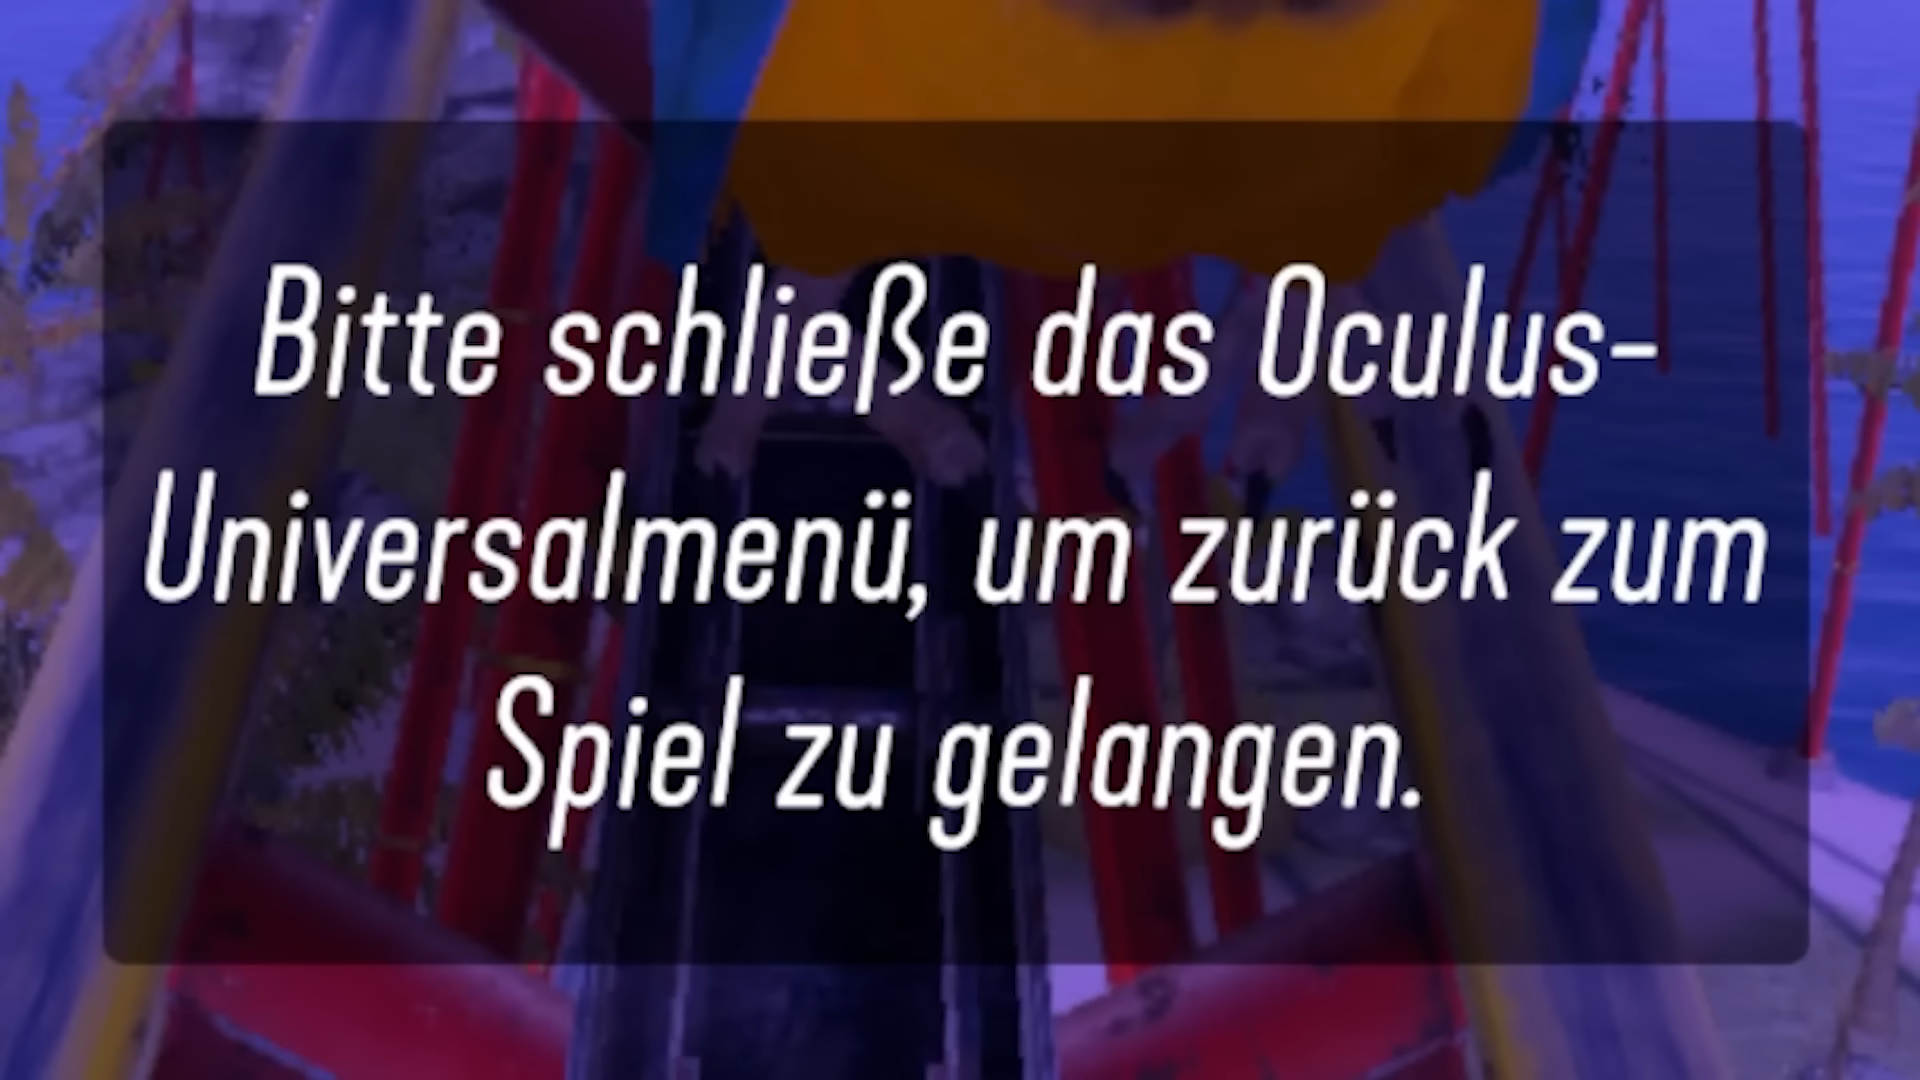 Bitte schließe das Oculus-
Universalmenü, um zurück zum
Spiel zu gelangen.